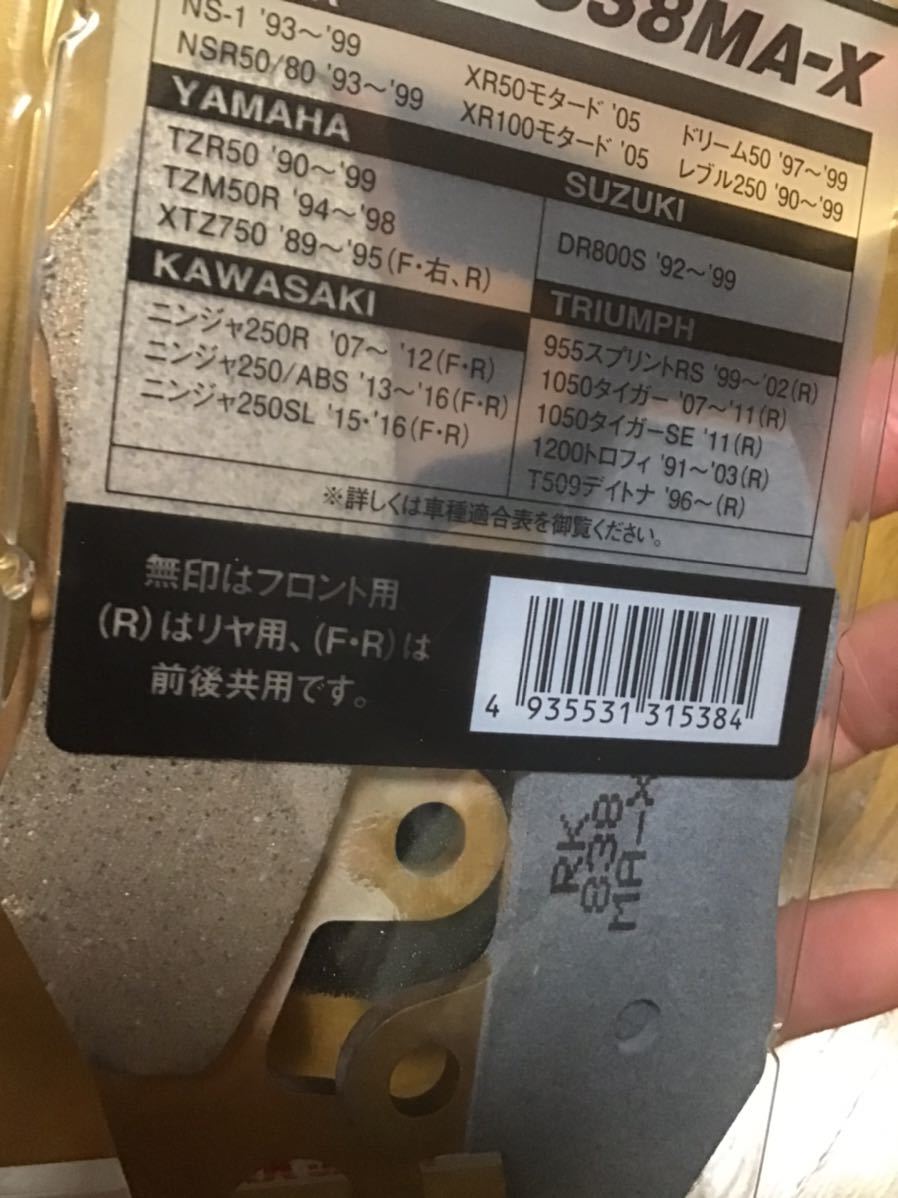 838MA-X
NS-1 '93～'99
NSR50/80 '93～'99
XR50モタード '05
XR100モタード '05
ドリーム50 '97～'99
レブル250 '90～'99
YAMAHA
TZR50 '90～'99
TZM50R '94～'98
XTZ750 '89～'95(F・右、R)
SUZUKI
DR800S '92～'99
KAWASAKI
ニンジャ250R '07～ '12(F・R)
ニンジャ250/ABS '13～'16(F・R)
ニンジャ250SL '15・'16(F・R)
TRIUMPH
955スプリントRS '99～'02(R)
1050タイガー '07～'11(R)
1050タイガーSE '11(R)
1200トロフィ '91～'03(R)
T509デイトナ '96～(R)
※詳しくは車種適合表を御覧ください。
無印はフロント用
(R)はリヤ用、(F・R)は
前後共用です。
4 935531 315384
RK
838
MA-X